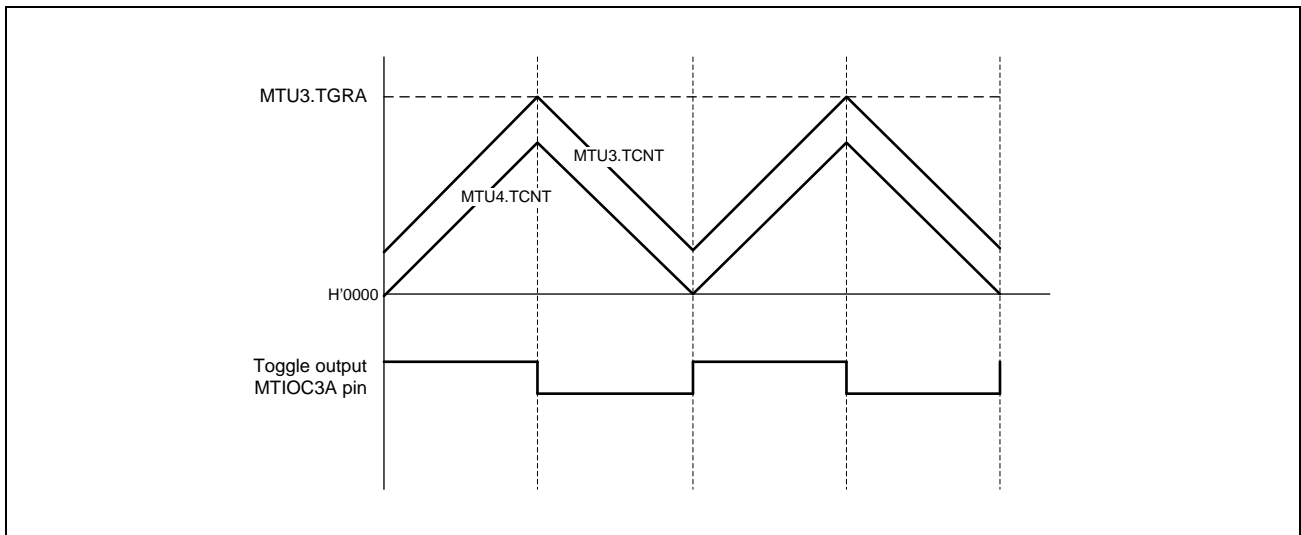 MTU3.TGRA
MTU3.TCNT
MTU4.TCNT
H'0000
Toggle output
MTIOC3A pin